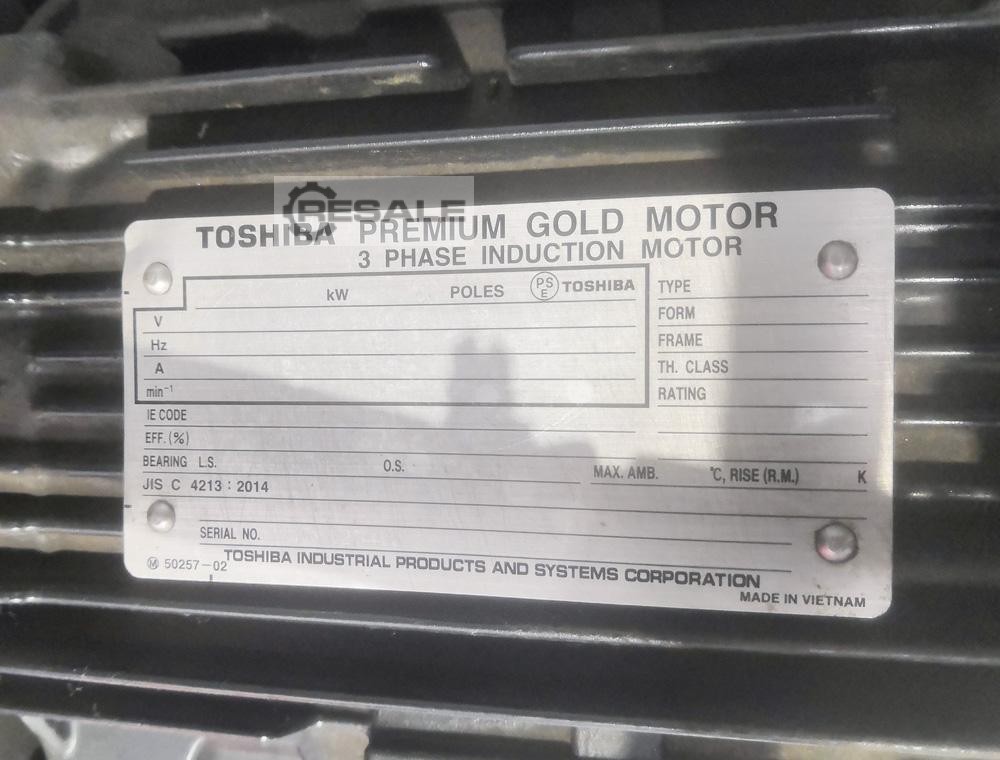 RESALE
TOSHIBA PREMIUM GOLD MOTOR
3 PHASE INDUCTION MOTOR
kW POLES PS E TOSHIBA
V
Hz
A
min⁻¹
TYPE
FORM
FRAME
TH. CLASS
RATING
IE CODE
EFF. (%)
BEARING L.S. O.S. MAX. AMB. ℃, RISE (R.M.) K
JIS C 4213 : 2014
SERIAL NO.
Ⓜ 50257-02 TOSHIBA INDUSTRIAL PRODUCTS AND SYSTEMS CORPORATION
MADE IN VIETNAM